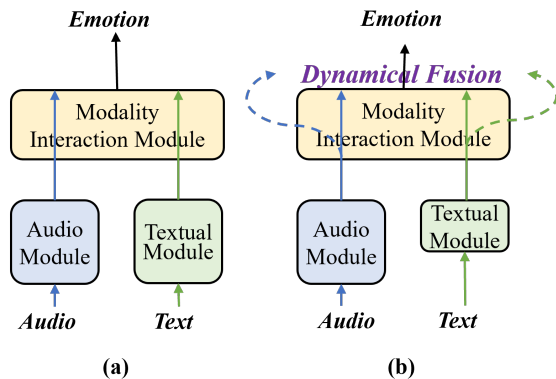 Emotion
Modality
Interaction Module
Audio
Module
Textual
Module
Audio
Text
(a)
Emotion
Dynamical Fusion
Modality
Interaction Module
Audio
Module
Textual
Module
Audio
Text
(b)